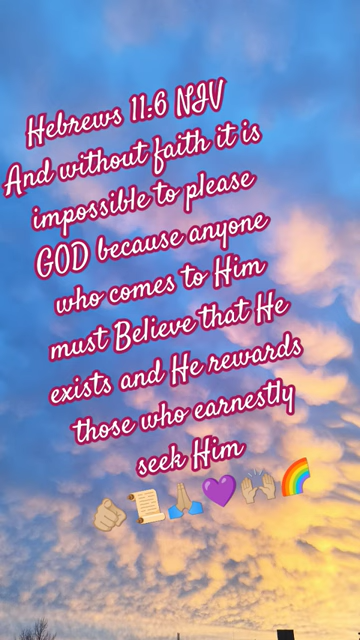 Hebrews 11:6 NIV
And without faith it is
impossible to please
GOD because anyone
who comes to Him
must Believe that He
exists and He rewards
those who earnestly
seek Him
🫵📜🙏💜🙌🌈